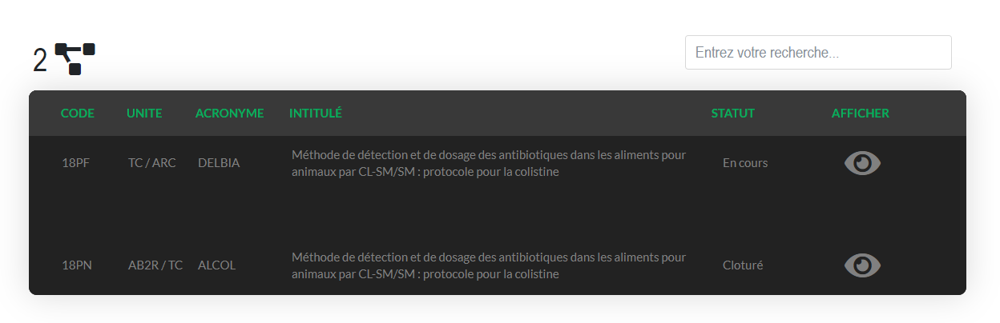 2
Entrez votre recherche...
CODE UNITE ACRONYME INTITULÉ STATUT AFFICHER
18PF TC / ARC DELBIA Méthode de détection et de dosage des antibiotiques dans les aliments pour
animaux par CL-SM/SM : protocole pour la colistine En cours
18PN AB2R / TC ALCOL Méthode de détection et de dosage des antibiotiques dans les aliments pour
animaux par CL-SM/SM : protocole pour la colistine Cloturé